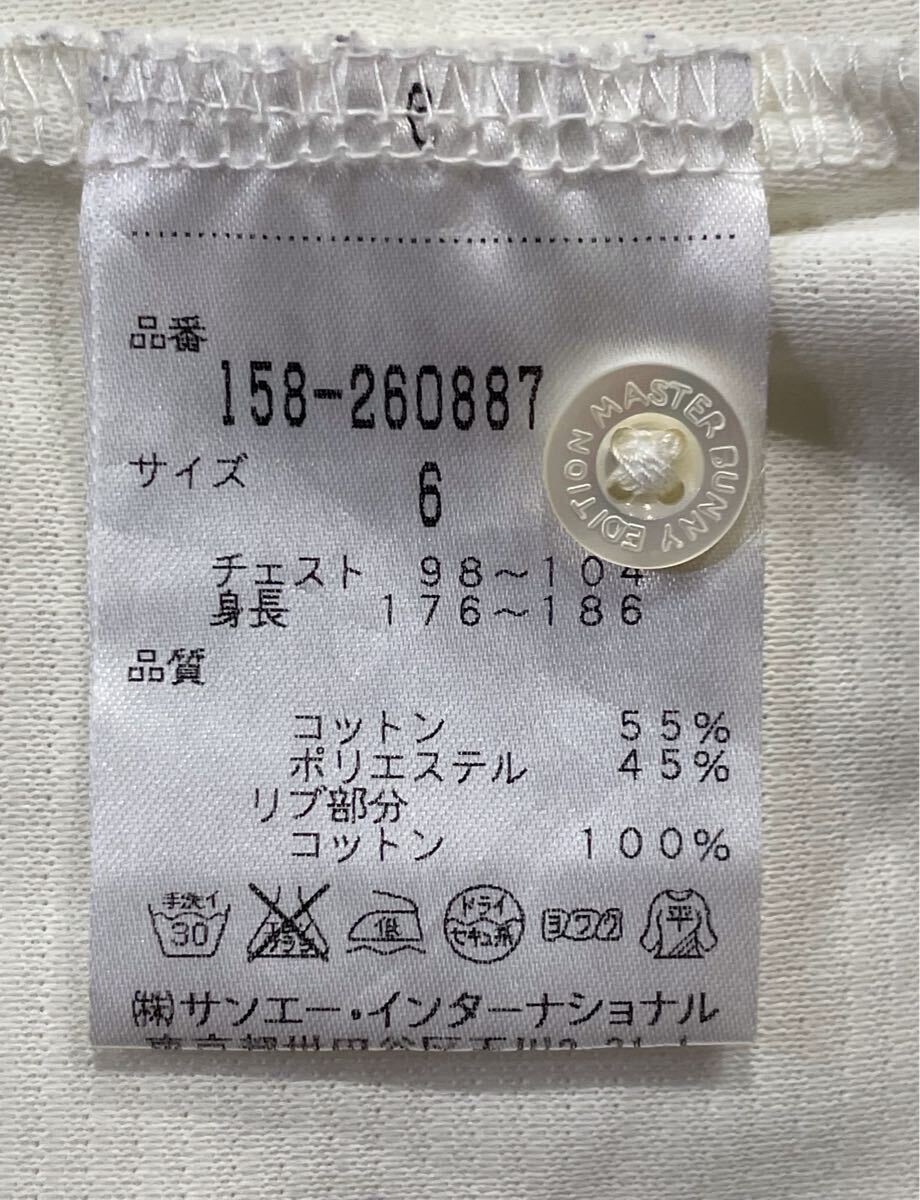 品番
158-260887
サイズ
6
チェスト 98~104
身長 176~186
品質
コットン 55%
ポリエステル 45%
リブ部分
コットン 100%
手洗イ
30
低
ドライ
セキユ系
ヨワク
平
㈱サンエー・インターナショナル
MASTER BUNNY EDITION